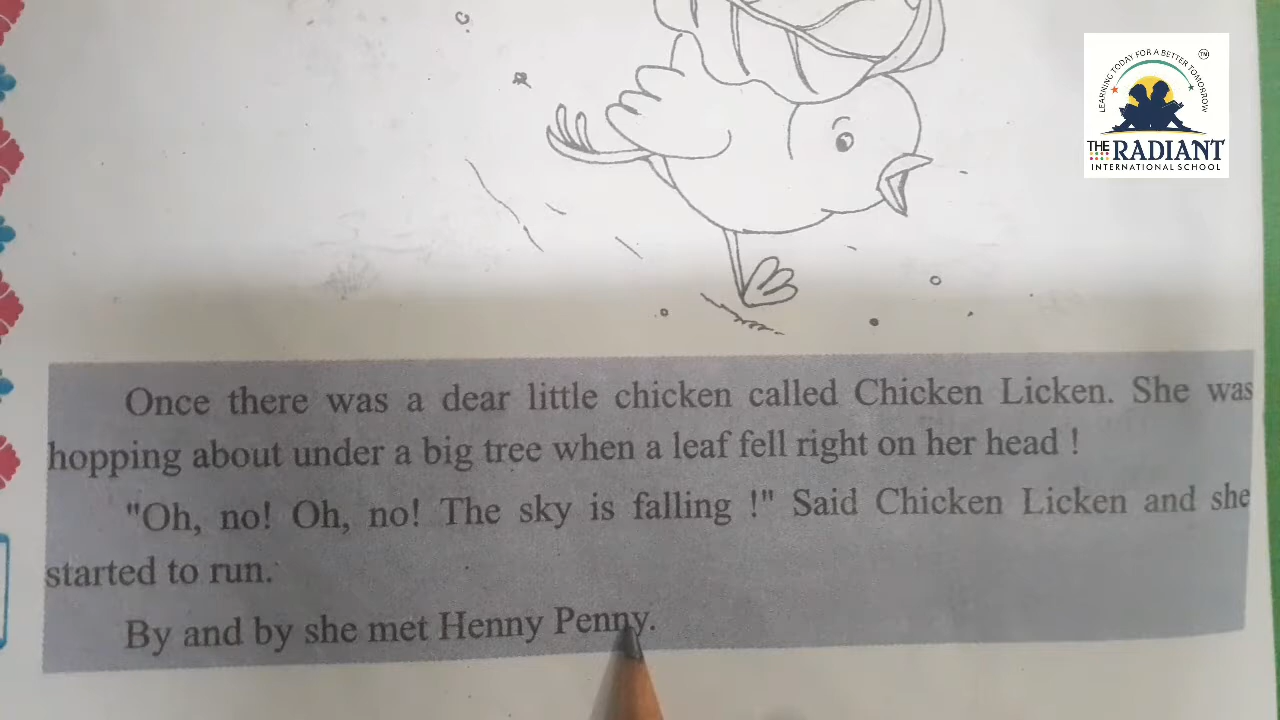 LEARNING TODAY FOR A BETTER TOMORROW
TM
THE RADIANT
INTERNATIONAL SCHOOL
Once there was a dear little chicken called Chicken Licken. She was
hopping about under a big tree when a leaf fell right on her head !
"Oh, no! Oh, no! The sky is falling !" Said Chicken Licken and she
started to run.
By and by she met Henny Penny.